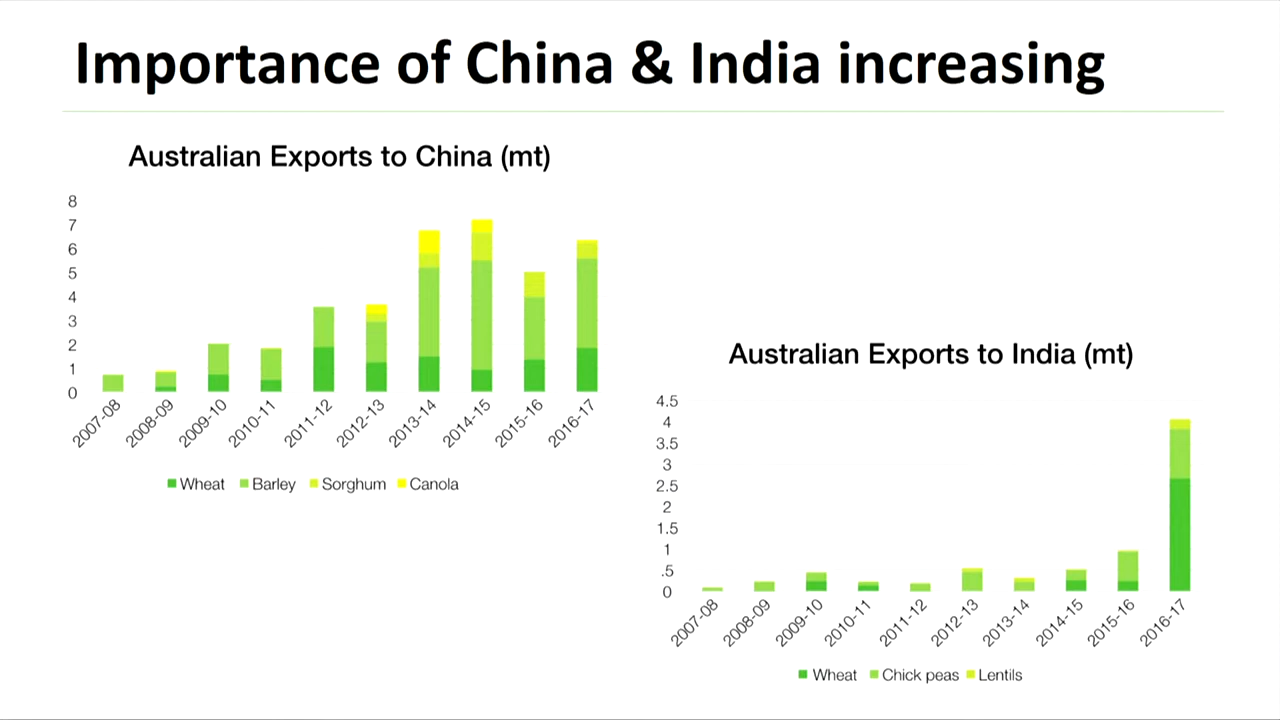 Importance of China & India increasing
Australian Exports to China (mt)
8
7
6
5
4
3
2
1
0
2007-08 2008-09 2009-10 2010-11 2011-12 2012-13 2013-14 2014-15 2015-16 2016-17
Wheat Barley Sorghum Canola
Australian Exports to India (mt)
4.5
4
3.5
3
2.5
2
1.5
1
.5
0
2007-08 2008-09 2009-10 2010-11 2011-12 2012-13 2013-14 2014-15 2015-16 2016-17
Wheat Chick peas Lentils